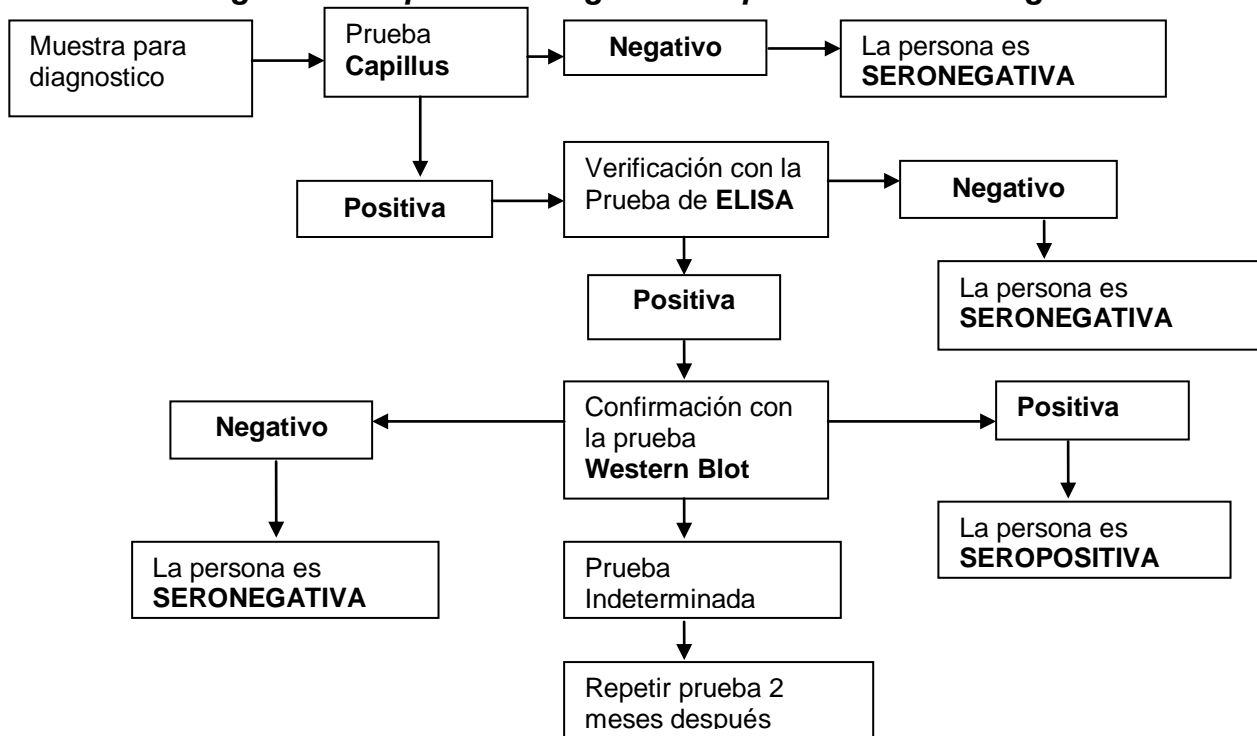 Muestra para
diagnostico
Prueba
Capillus
Negativo
La persona es
SERONEGATIVA
Positiva
Verificación con la
Prueba de ELISA
Negativo
La persona es
SERONEGATIVA
Positiva
Confirmación con
la prueba
Western Blot
Negativo
La persona es
SERONEGATIVA
Positiva
La persona es
SEROPOSITIVA
Prueba
Indeterminada
Repetir prueba 2
meses después